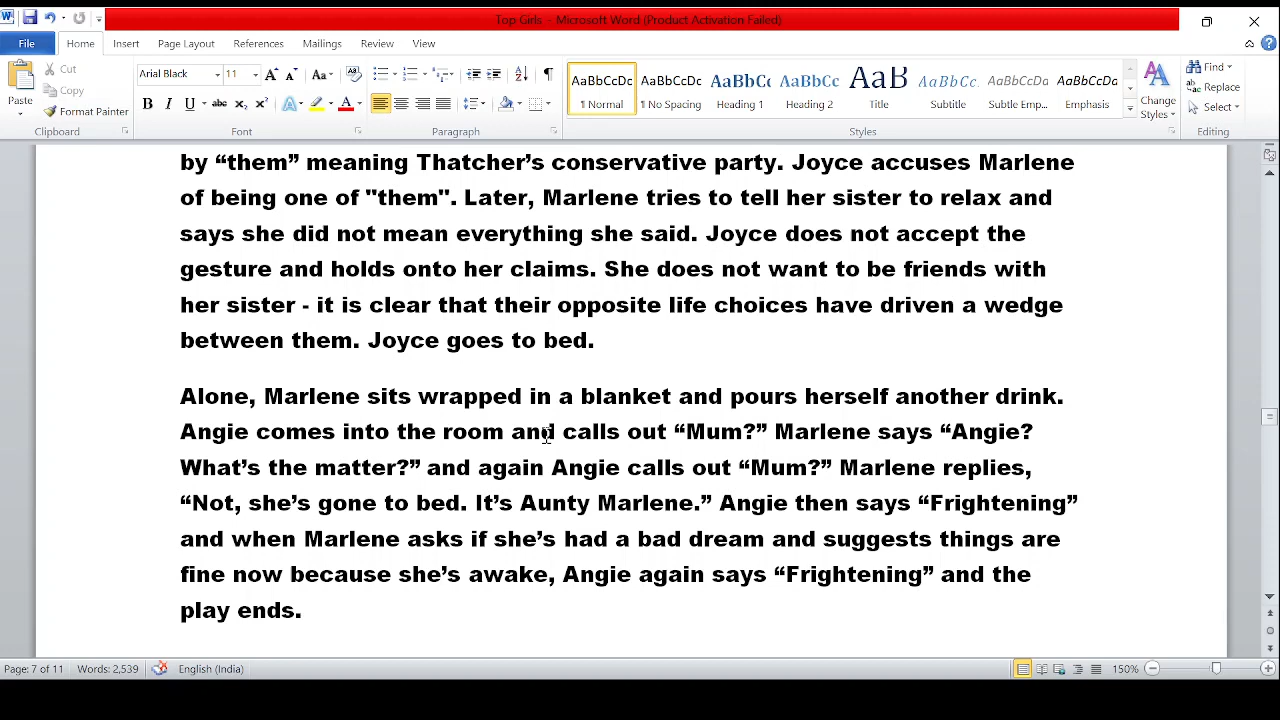 Top Girls - Microsoft Word (Product Activation Failed)
File Home Insert Page Layout References Mailings Review View
Paste Cut Copy Format Painter
Arial Black 11
AaBbCcDc AaBbCcDc AaBbCc AaBbCc AaB AaBbCc. AaBbCcDc AaBbCcDc
¶ Normal ¶ No Spacing Heading 1 Heading 2 Title Subtitle Subtle Em... Emphasis
Change Styles
Find Replace Select
Clipboard Font Paragraph Styles Editing
by “them” meaning Thatcher’s conservative party. Joyce accuses Marlene
of being one of "them". Later, Marlene tries to tell her sister to relax and
says she did not mean everything she said. Joyce does not accept the
gesture and holds onto her claims. She does not want to be friends with
her sister - it is clear that their opposite life choices have driven a wedge
between them. Joyce goes to bed.
Alone, Marlene sits wrapped in a blanket and pours herself another drink.
Angie comes into the room and calls out “Mum?” Marlene says “Angie?
What’s the matter?” and again Angie calls out “Mum?” Marlene replies,
“Not, she’s gone to bed. It’s Aunty Marlene.” Angie then says “Frightening”
and when Marlene asks if she’s had a bad dream and suggests things are
fine now because she’s awake, Angie again says “Frightening” and the
play ends.
Page: 7 of 11 Words: 2,539 English (India) 150%